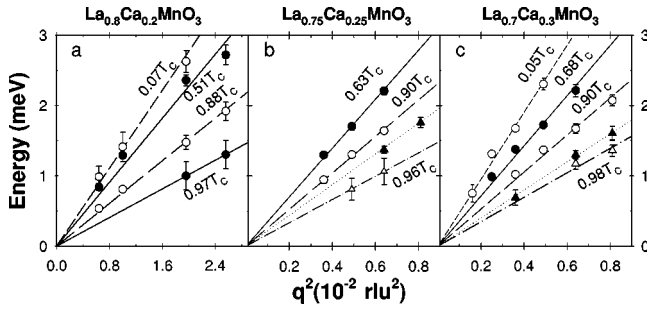 La0.8Ca0.2MnO3 La0.75Ca0.25MnO3 La0.7Ca0.3MnO3
3 a b c 3
0.07TC 0.51TC 0.88TC 0.97TC
0.63TC 0.90TC 0.96TC
0.05TC 0.68TC 0.90TC 0.98TC
2 2
1 1
0 0
Energy (meV)
0.0 0.8 1.6 2.4 0.2 0.4 0.6 0.8 0.2 0.4 0.6 0.8
q2(10-2 rlu2)